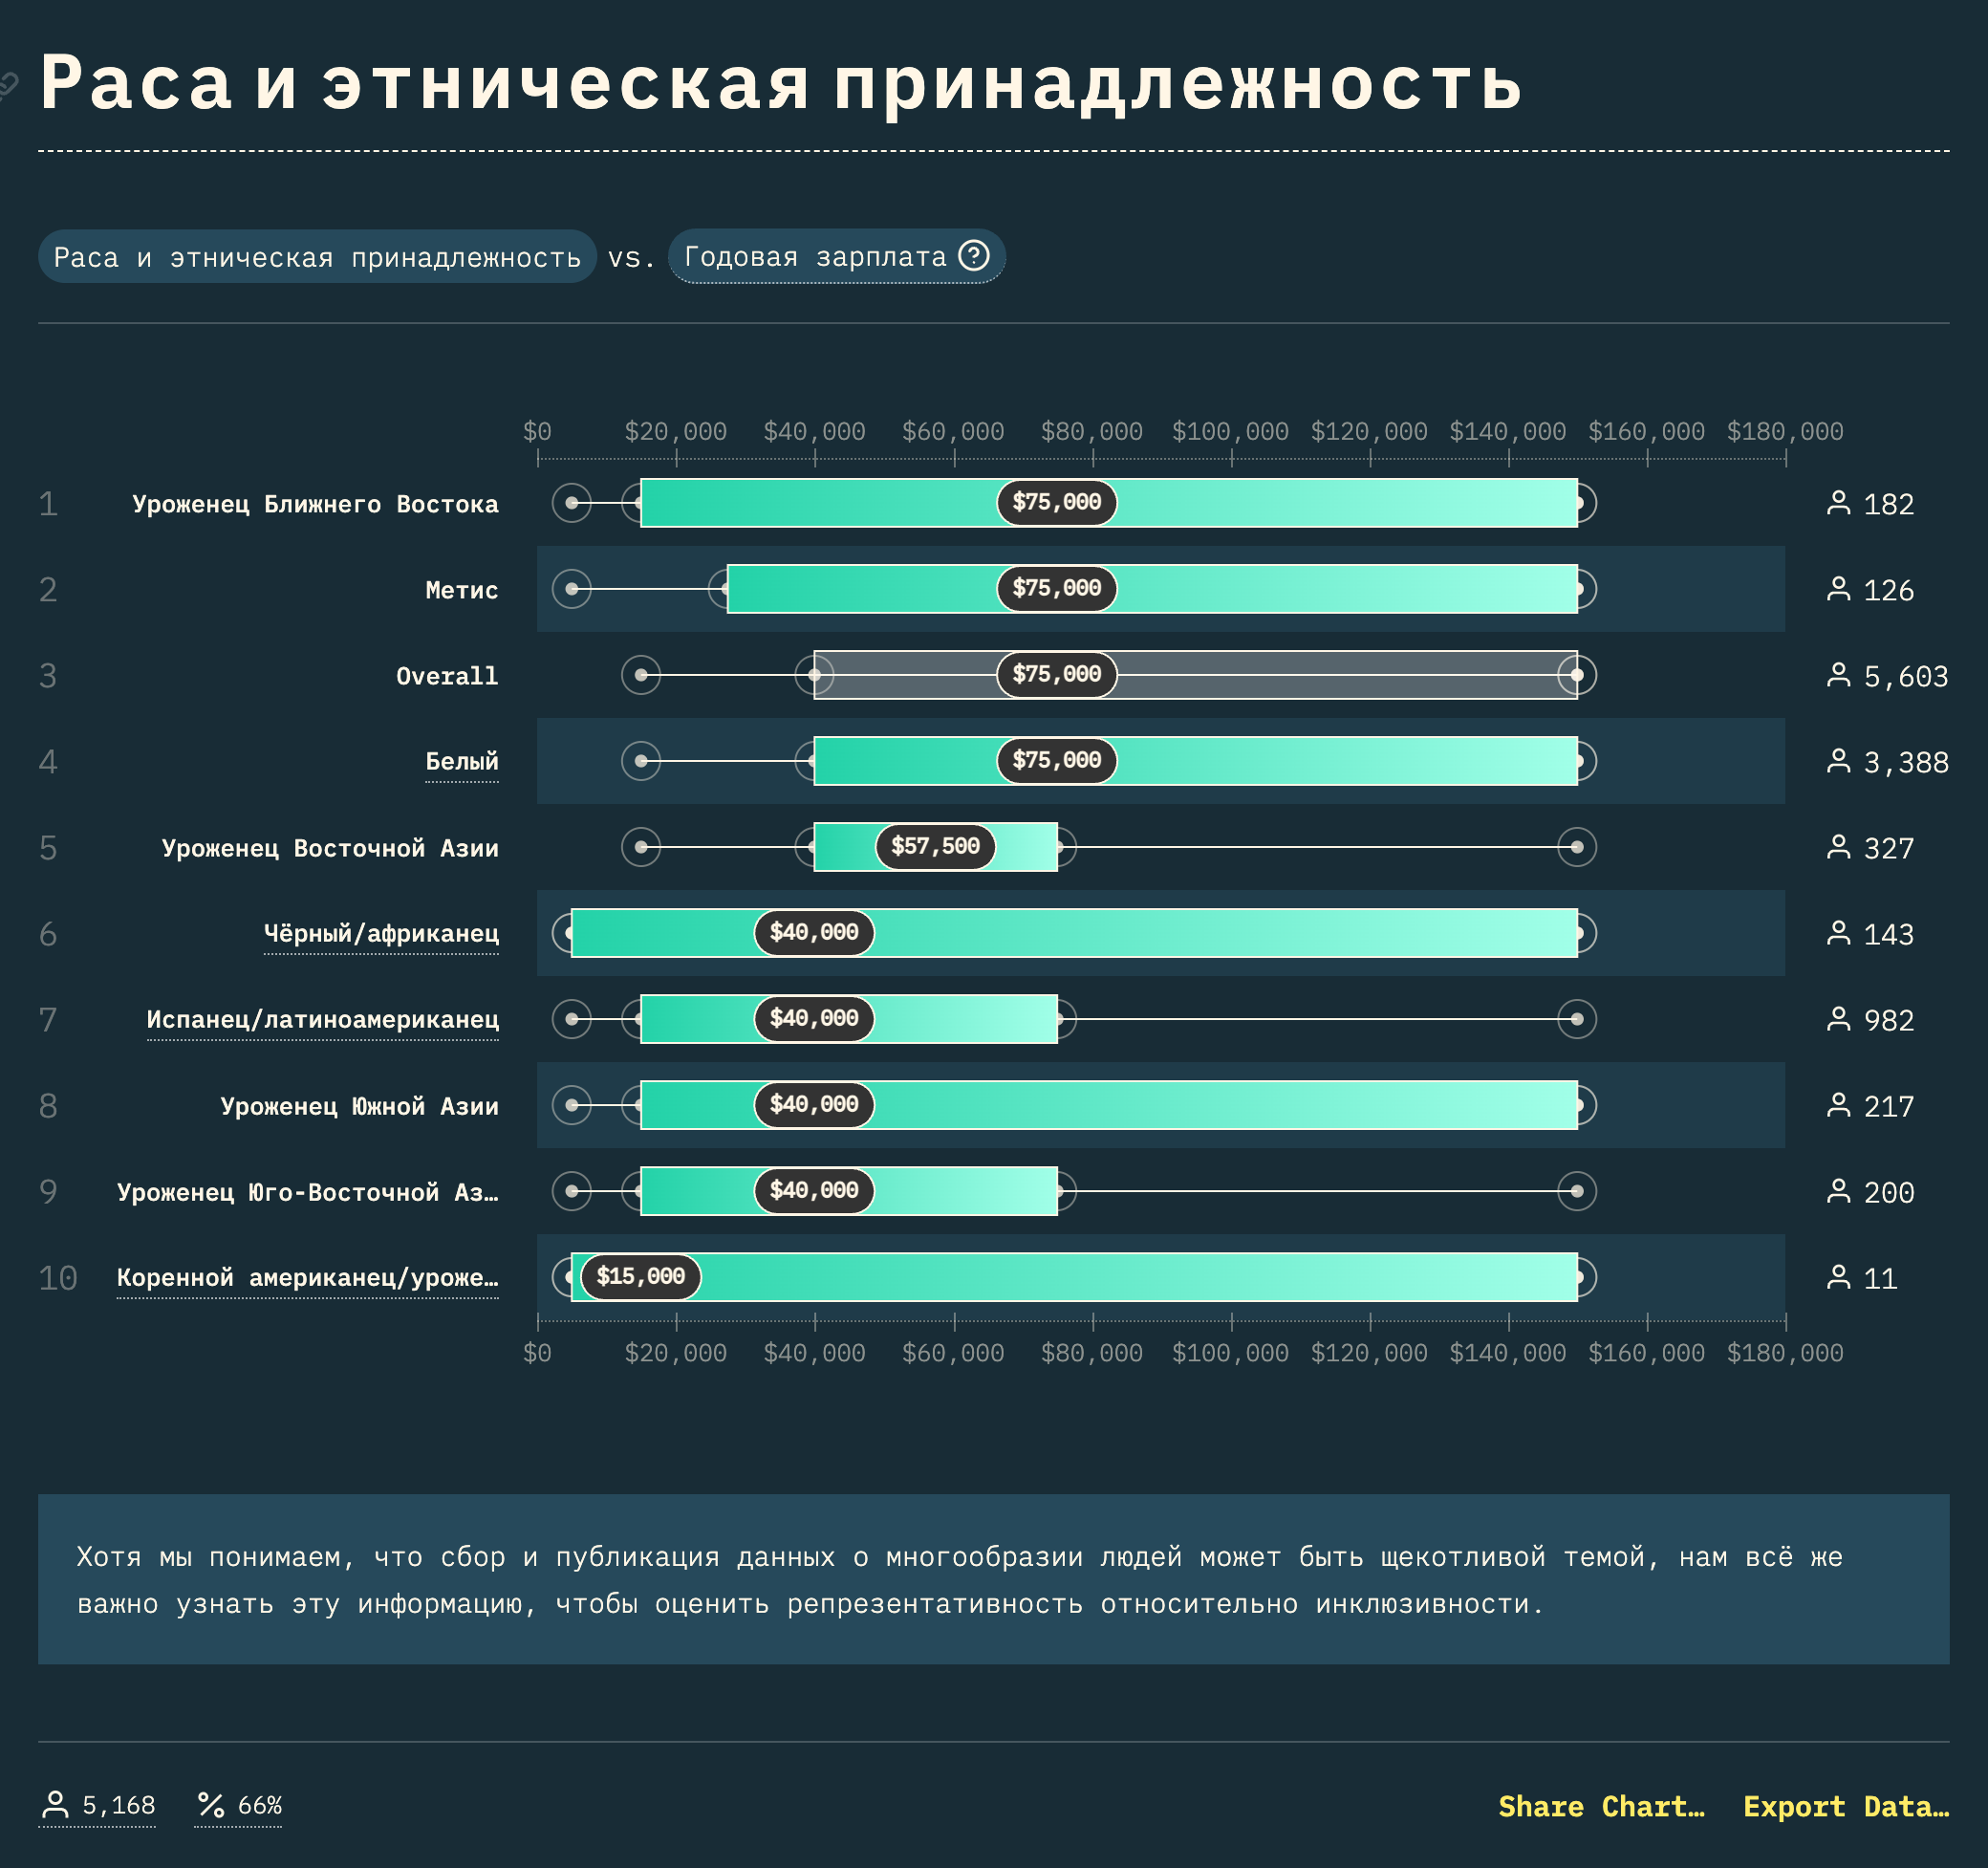 Раса и этническая принадлежность
Раса и этническая принадлежность vs. Годовая зарплата ?
$0 $20,000 $40,000 $60,000 $80,000 $100,000 $120,000 $140,000 $160,000 $180,000
1 Уроженец Ближнего Востока $75,000 182
2 Метис $75,000 126
3 Overall $75,000 5,603
4 Белый $75,000 3,388
5 Уроженец Восточной Азии $57,500 327
6 Чёрный/африканец $40,000 143
7 Испанец/латиноамериканец $40,000 982
8 Уроженец Южной Азии $40,000 217
9 Уроженец Юго-Восточной Аз… $40,000 200
10 Коренной американец/уроже… $15,000 11
$0 $20,000 $40,000 $60,000 $80,000 $100,000 $120,000 $140,000 $160,000 $180,000
Хотя мы понимаем, что сбор и публикация данных о многообразии людей может быть щекотливой темой, нам всё же
важно узнать эту информацию, чтобы оценить репрезентативность относительно инклюзивности.
5,168 % 66% Share Chart… Export Data…